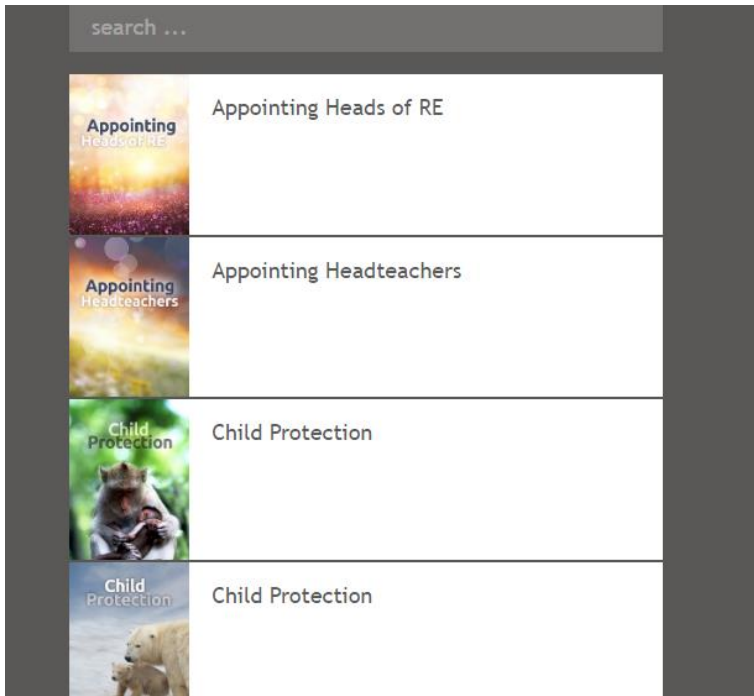 search ...
Appointing
Heads of RE
Appointing Heads of RE
Appointing
Headteachers
Appointing Headteachers
Child
Protection
Child Protection
Child
Protection
Child Protection